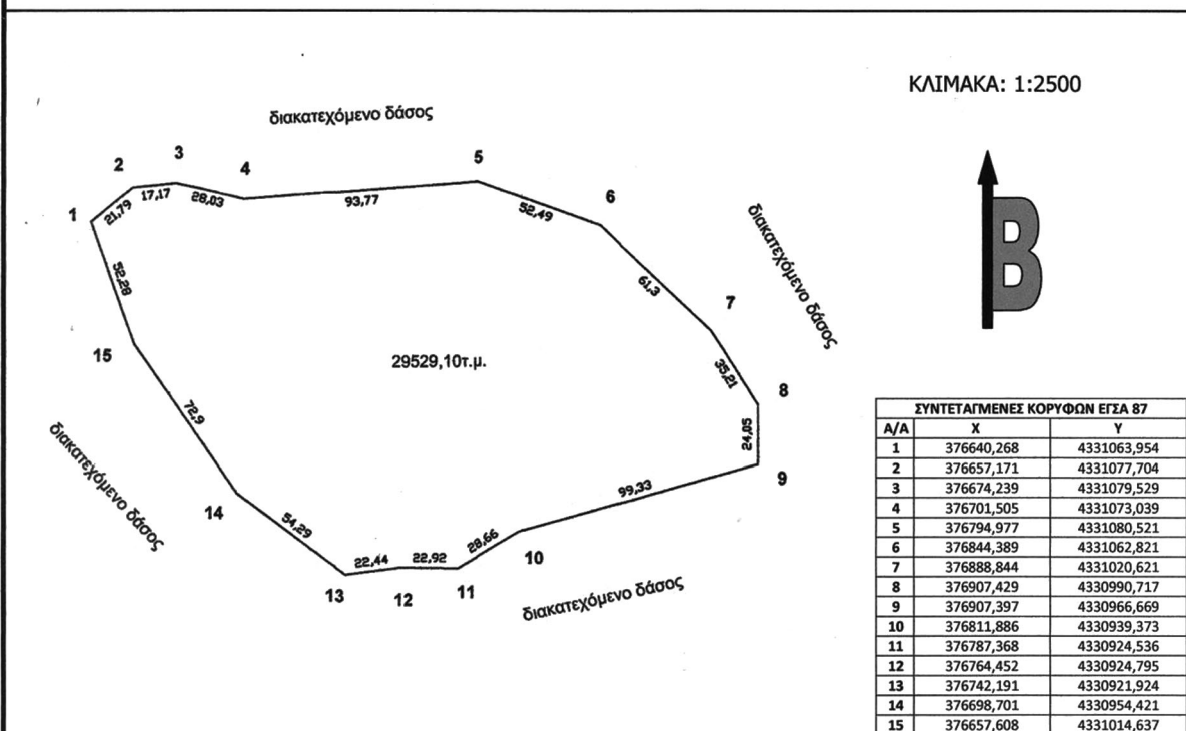 ΚΛΙΜΑΚΑ: 1:2500
διακατεχόμενο δάσος
1
2
3
4
5
6
7
8
9
10
11
12
13
14
15
21,79
17,17
28,03
93,77
52,49
61,3
35,21
24,05
99,33
28,66
22,92
22,44
54,29
72,9
52,28
29529,10τ.μ.
διακατεχόμενο δάσος
διακατεχόμενο δάσος
διακατεχόμενο δάσος
Β
ΣΥΝΤΕΤΑΓΜΕΝΕΣ ΚΟΡΥΦΩΝ ΕΓΣΑ 87
Α/Α Χ Υ
1 376640,268 4331063,954
2 376657,171 4331077,704
3 376674,239 4331079,529
4 376701,505 4331073,039
5 376794,977 4331080,521
6 376844,389 4331062,821
7 376888,844 4331020,621
8 376907,429 4330990,717
9 376907,397 4330966,669
10 376811,886 4330939,373
11 376787,368 4330924,536
12 376764,452 4330924,795
13 376742,191 4330921,924
14 376698,701 4330954,421
15 376657,608 4331014,637